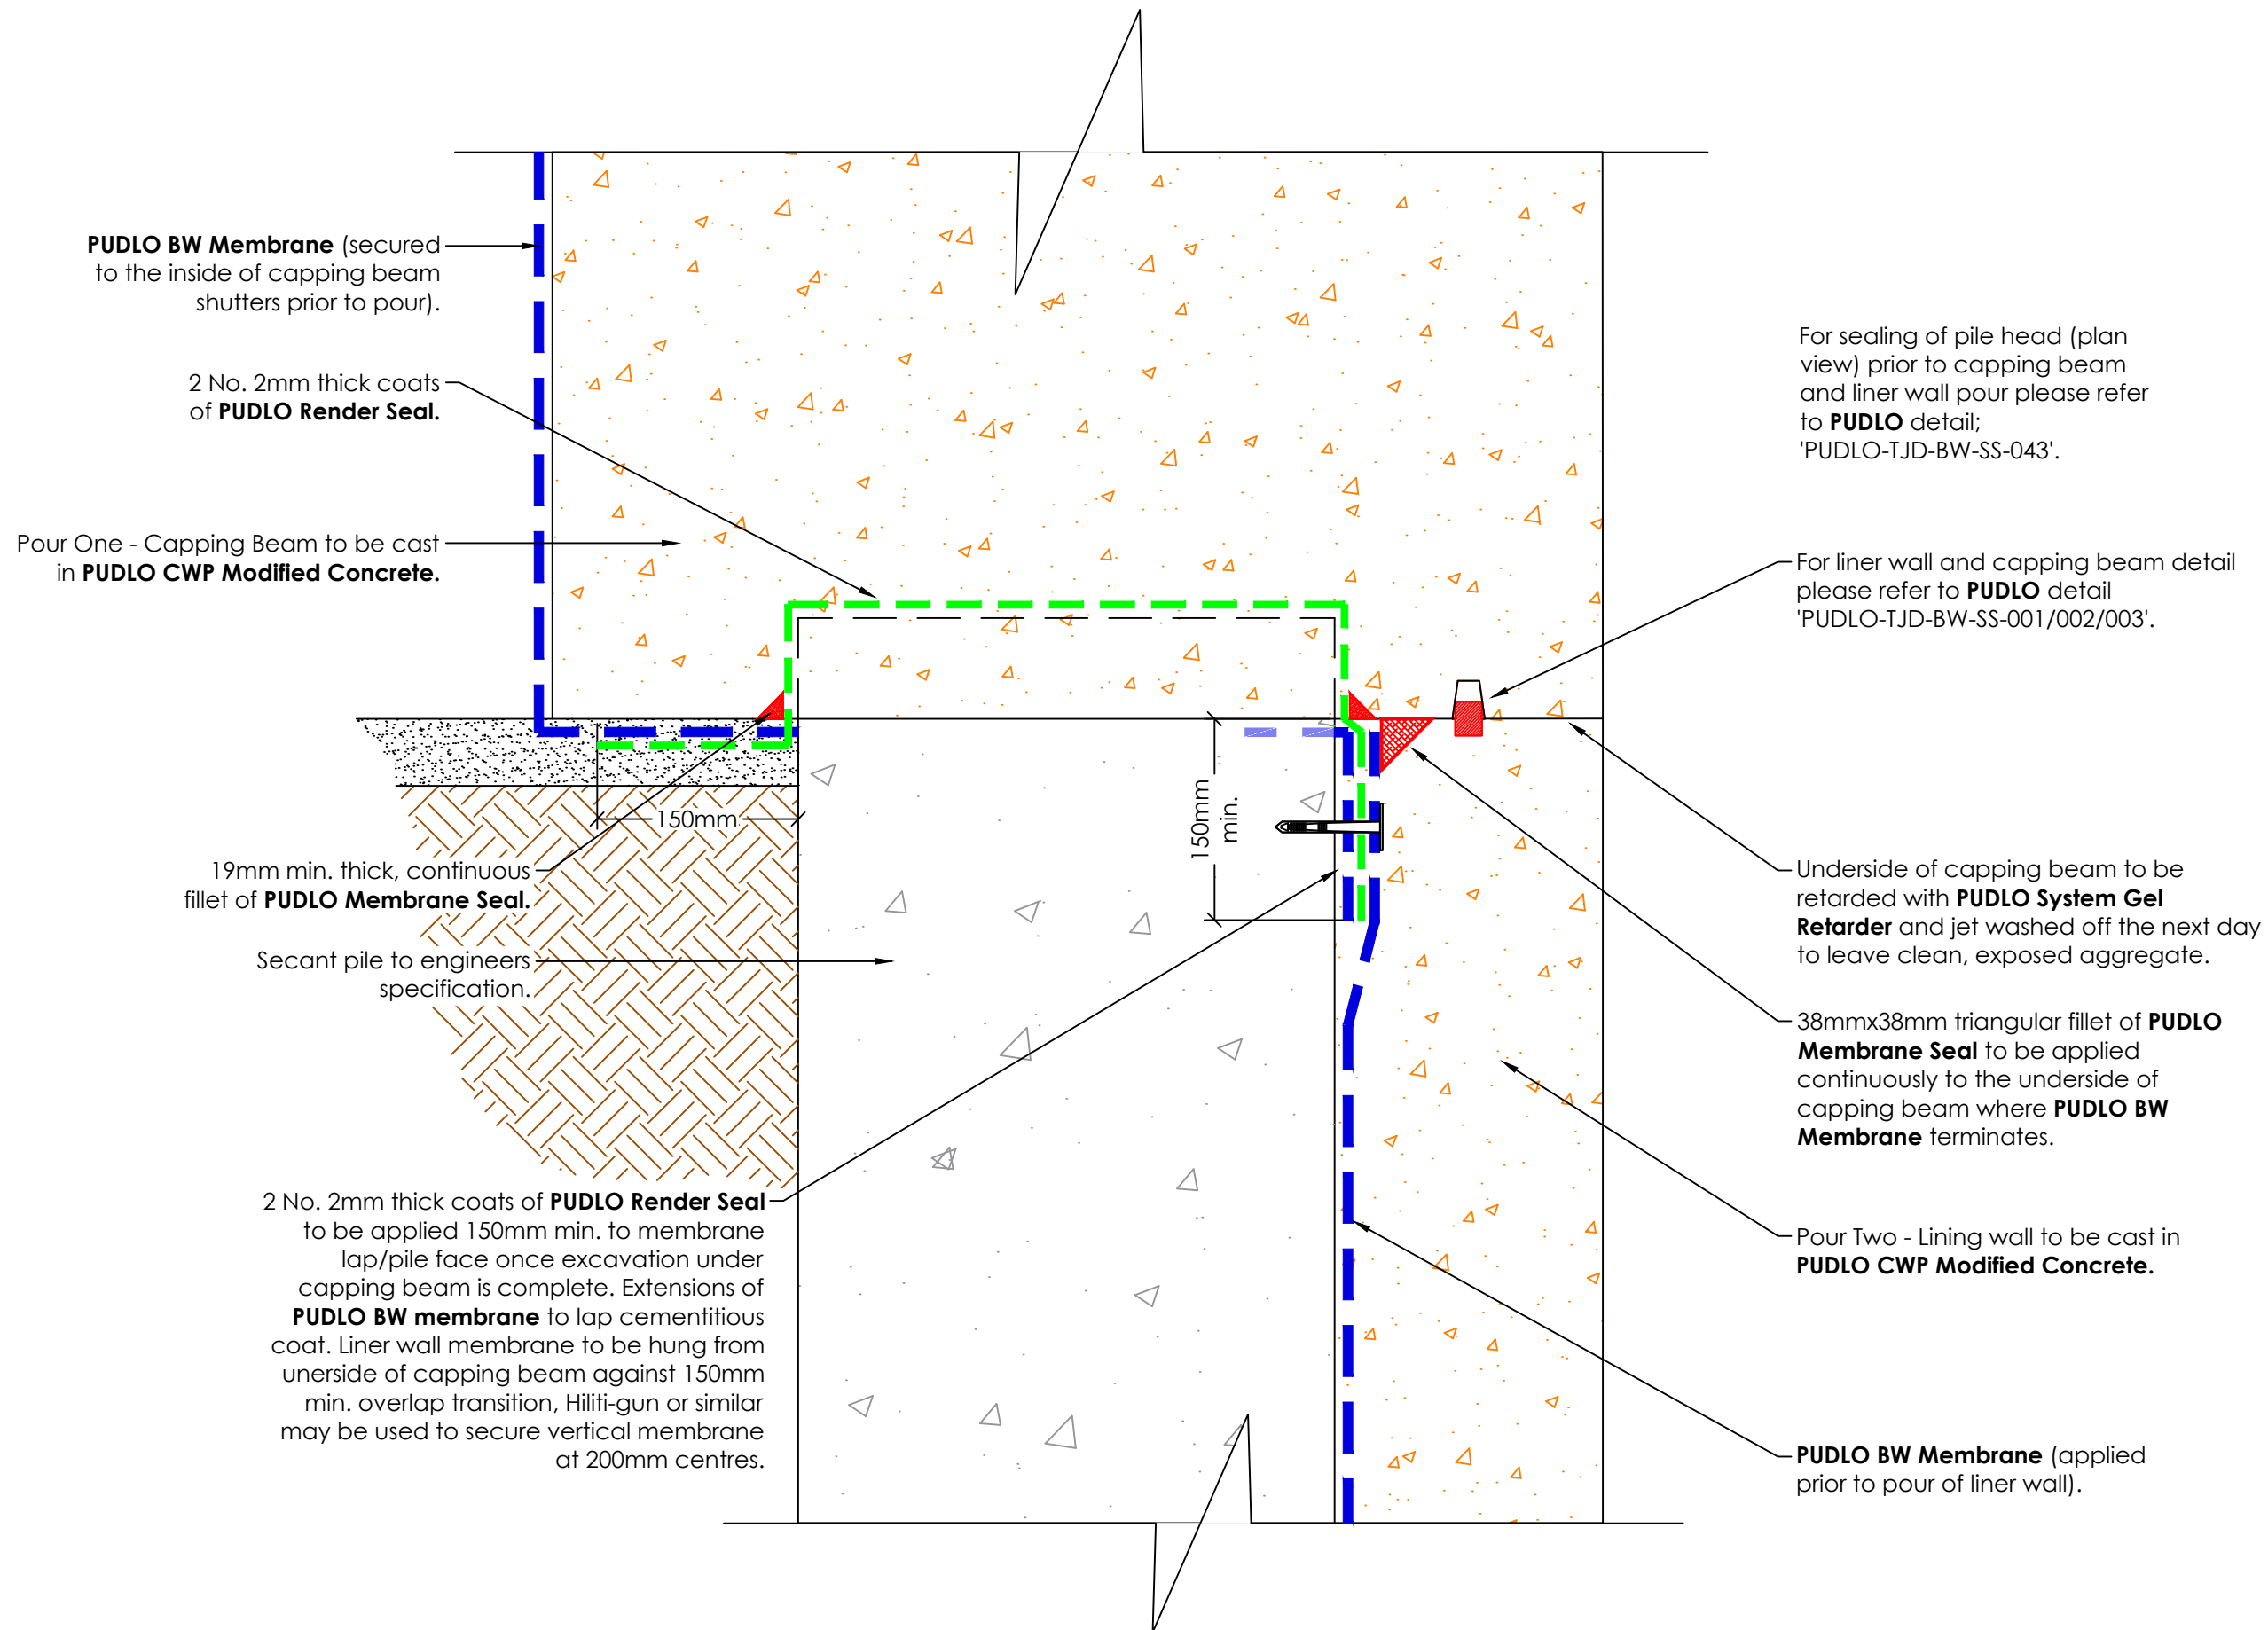 PUDLO BW Membrane (secured
to the inside of capping beam
shutters prior to pour).
2 No. 2mm thick coats
of PUDLO Render Seal.
Pour One - Capping Beam to be cast
in PUDLO CWP Modified Concrete.
150mm
19mm min. thick, continuous
fillet of PUDLO Membrane Seal.
Secant pile to engineers
specification.
2 No. 2mm thick coats of PUDLO Render Seal
to be applied 150mm min. to membrane
lap/pile face once excavation under
capping beam is complete. Extensions of
PUDLO BW membrane to lap cementitious
coat. Liner wall membrane to be hung from
unerside of capping beam against 150mm
min. overlap transition, Hiliti-gun or similar
may be used to secure vertical membrane
at 200mm centres.
150mm
min.
For sealing of pile head (plan
view) prior to capping beam
and liner wall pour please refer
to PUDLO detail;
'PUDLO-TJD-BW-SS-043'.
For liner wall and capping beam detail
please refer to PUDLO detail
'PUDLO-TJD-BW-SS-001/002/003'.
Underside of capping beam to be
retarded with PUDLO System Gel
Retarder and jet washed off the next day
to leave clean, exposed aggregate.
38mmx38mm triangular fillet of PUDLO
Membrane Seal to be applied
continuously to the underside of
capping beam where PUDLO BW
Membrane terminates.
Pour Two - Lining wall to be cast in
PUDLO CWP Modified Concrete.
PUDLO BW Membrane (applied
prior to pour of liner wall).